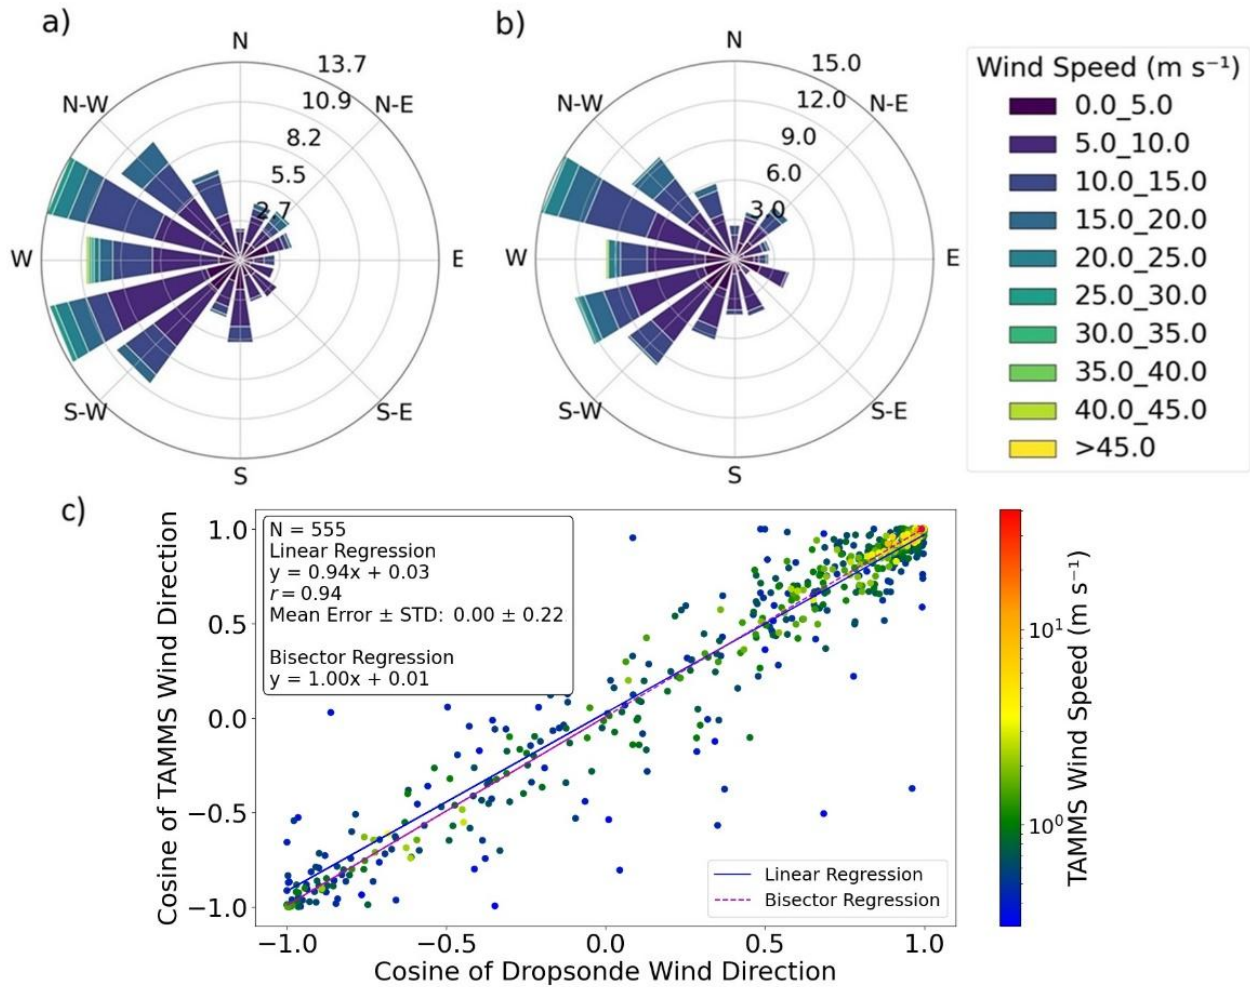 a)
N
13.7
10.9
8.2
5.5
2.7
N-W
N-E
W
E
S-W
S-E
S
b)
N
15.0
12.0
9.0
6.0
3.0
N-W
N-E
W
E
S-W
S-E
S
Wind Speed (m s⁻¹)
0.0_5.0
5.0_10.0
10.0_15.0
15.0_20.0
20.0_25.0
25.0_30.0
30.0_35.0
35.0_40.0
40.0_45.0
>45.0
c)
Cosine of TAMMS Wind Direction
1.0
0.5
0.0
−0.5
−1.0
N = 555
Linear Regression
y = 0.94x + 0.03
r = 0.94
Mean Error ± STD: 0.00 ± 0.22
Bisector Regression
y = 1.00x + 0.01
Linear Regression
Bisector Regression
−1.0
−0.5
0.0
0.5
1.0
Cosine of Dropsonde Wind Direction
10¹
10⁰
TAMMS Wind Speed (m s⁻¹)